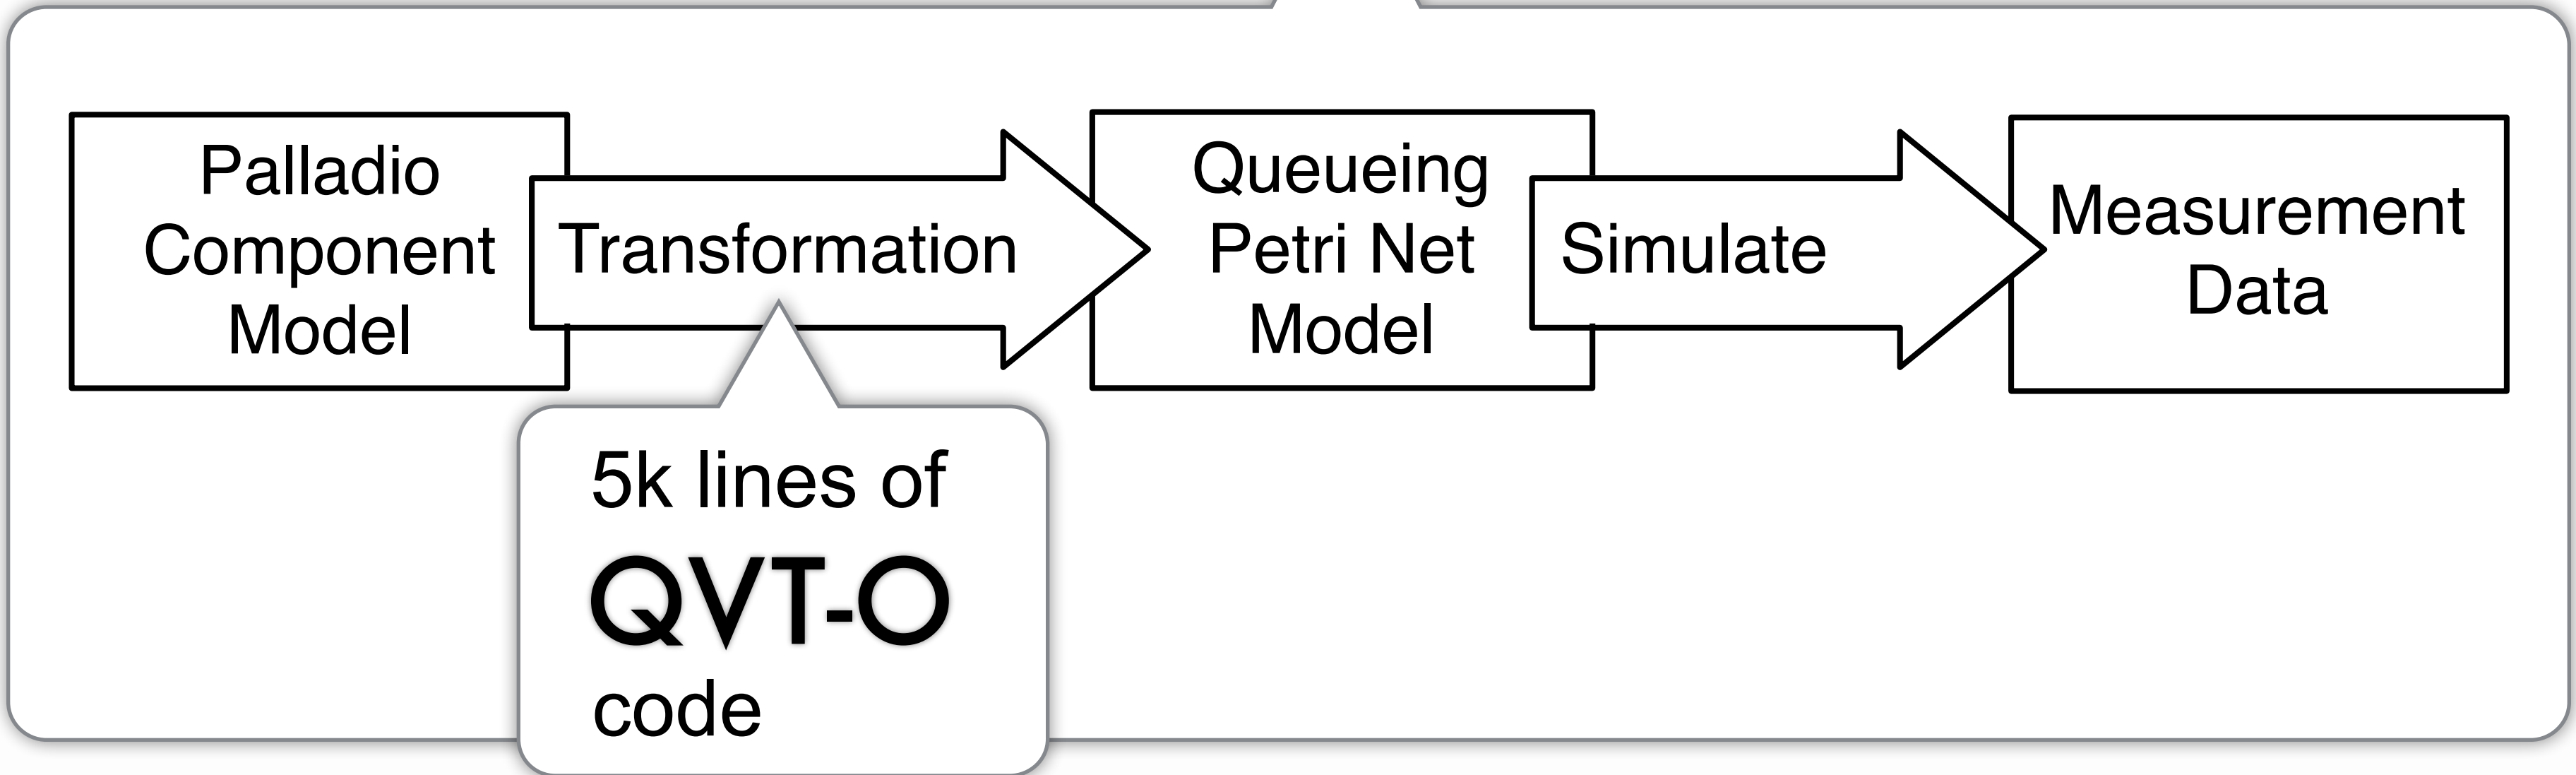 Palladio
Component
Model
Transformation
Queueing
Petri Net
Model
Simulate
Measurement
Data
5k lines of
QVT-O
code